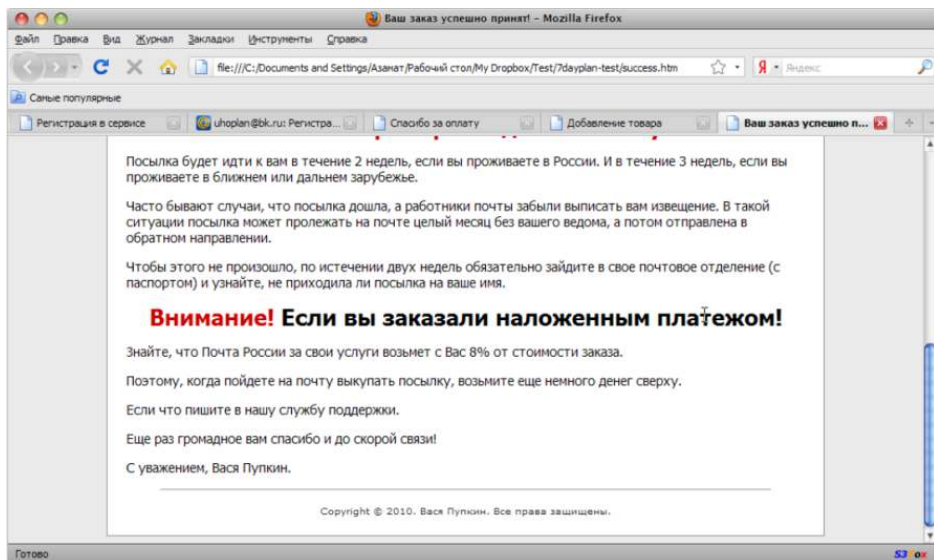 Ваш заказ успешно принят! – Mozilla Firefox
Файл Правка Вид Журнал Закладки Инструменты Справка
file:///C:/Documents and Settings/Азамат/Рабочий стол/My Dropbox/Test/7dayplan-test/success.htm
Яндекс
Самые популярные
Регистрация в сервисе
uhoplan@bk.ru: Регистра...
Спасибо за оплату
Добавление товара
Ваш заказ успешно п...
Посылка будет идти к вам в течение 2 недель, если вы проживаете в России. И в течение 3 недель, если вы
проживаете в ближнем или дальнем зарубежье.
Часто бывают случаи, что посылка дошла, а работники почты забыли выписать вам извещение. В такой
ситуации посылка может пролежать на почте целый месяц без вашего ведома, а потом отправлена в
обратном направлении.
Чтобы этого не произошло, по истечении двух недель обязательно зайдите в свое почтовое отделение (с
паспортом) и узнайте, не приходила ли посылка на ваше имя.
Внимание! Если вы заказали наложенным платежом!
Знайте, что Почта России за свои услуги возьмет с Вас 8% от стоимости заказа.
Поэтому, когда пойдете на почту выкупать посылку, возьмите еще немного денег сверху.
Если что пишите в нашу службу поддержки.
Еще раз громадное вам спасибо и до скорой связи!
С уважением, Вася Пупкин.
Copyright © 2010. Вася Пупкин. Все права защищены.
Готово
S3Fox